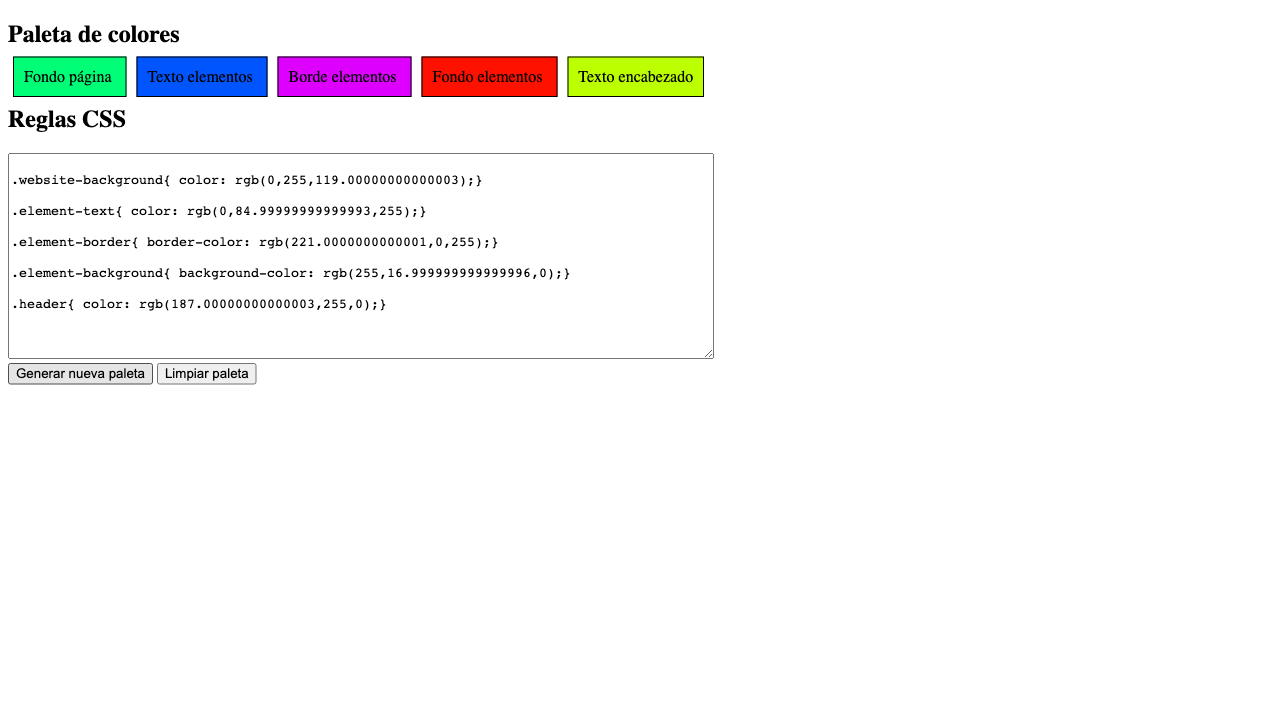 Paleta de colores
Fondo página Texto elementos Borde elementos Fondo elementos Texto encabezado
Reglas CSS
.website-background{ color: rgb(0,255,119.00000000000003);}
.element-text{ color: rgb(0,84.99999999999993,255);}
.element-border{ border-color: rgb(221.0000000000001,0,255);}
.element-background{ background-color: rgb(255,16.999999999999996,0);}
.header{ color: rgb(187.00000000000003,255,0);}
Generar nueva paleta Limpiar paleta